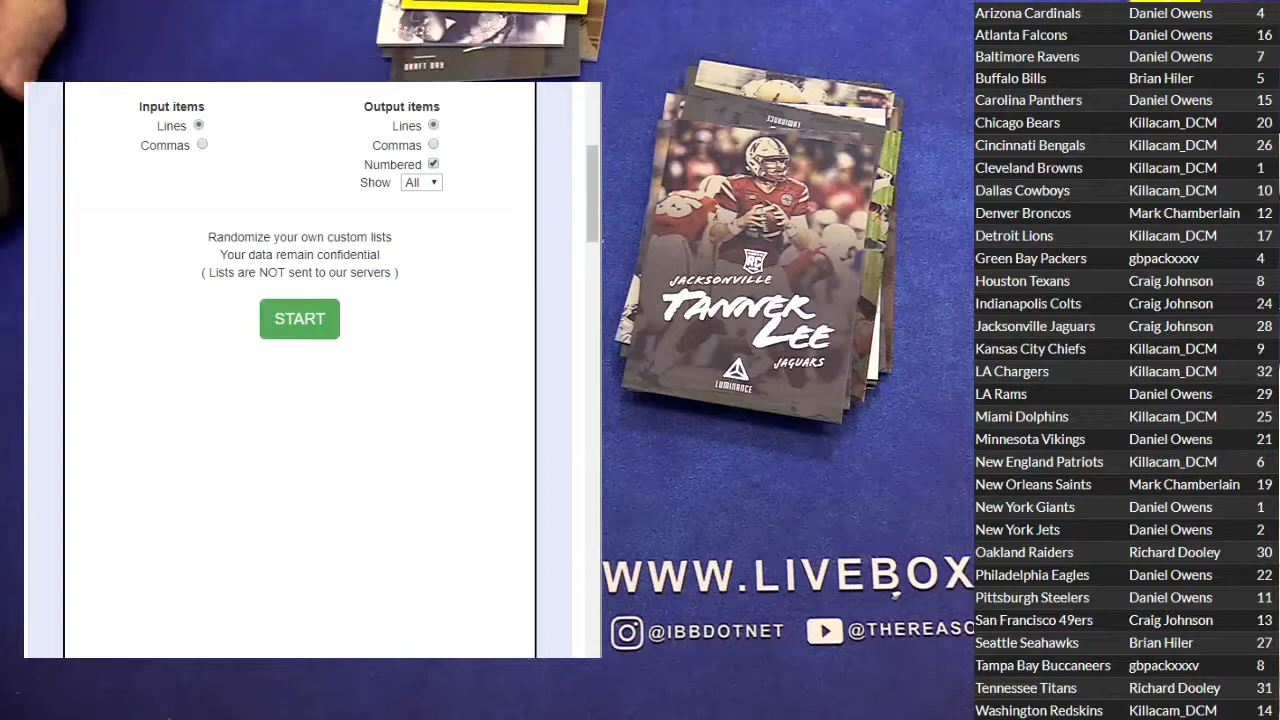 DRAFT DAY
Input items
Lines
Commas
Output items
Lines
Commas
Numbered
Show All
Randomize your own custom lists
Your data remain confidential
( Lists are NOT sent to our servers )
START
LUMINANCE
RC
JACKSONVILLE
TANNER
LEE
JAGUARS
LUMINANCE
WWW.LIVEBOX
@IBBDOTNET @THEREASO
Arizona Cardinals Daniel Owens 4
Atlanta Falcons Daniel Owens 16
Baltimore Ravens Daniel Owens 7
Buffalo Bills Brian Hiler 5
Carolina Panthers Daniel Owens 15
Chicago Bears Killacam_DCM 20
Cincinnati Bengals Killacam_DCM 26
Cleveland Browns Killacam_DCM 1
Dallas Cowboys Killacam_DCM 10
Denver Broncos Mark Chamberlain 12
Detroit Lions Killacam_DCM 17
Green Bay Packers gbpackxxxv 4
Houston Texans Craig Johnson 8
Indianapolis Colts Craig Johnson 24
Jacksonville Jaguars Craig Johnson 28
Kansas City Chiefs Killacam_DCM 9
LA Chargers Killacam_DCM 32
LA Rams Daniel Owens 29
Miami Dolphins Killacam_DCM 25
Minnesota Vikings Daniel Owens 21
New England Patriots Killacam_DCM 6
New Orleans Saints Mark Chamberlain 19
New York Giants Daniel Owens 1
New York Jets Daniel Owens 2
Oakland Raiders Richard Dooley 30
Philadelphia Eagles Daniel Owens 22
Pittsburgh Steelers Daniel Owens 11
San Francisco 49ers Craig Johnson 13
Seattle Seahawks Brian Hiler 27
Tampa Bay Buccaneers gbpackxxxv 8
Tennessee Titans Richard Dooley 31
Washington Redskins Killacam_DCM 14